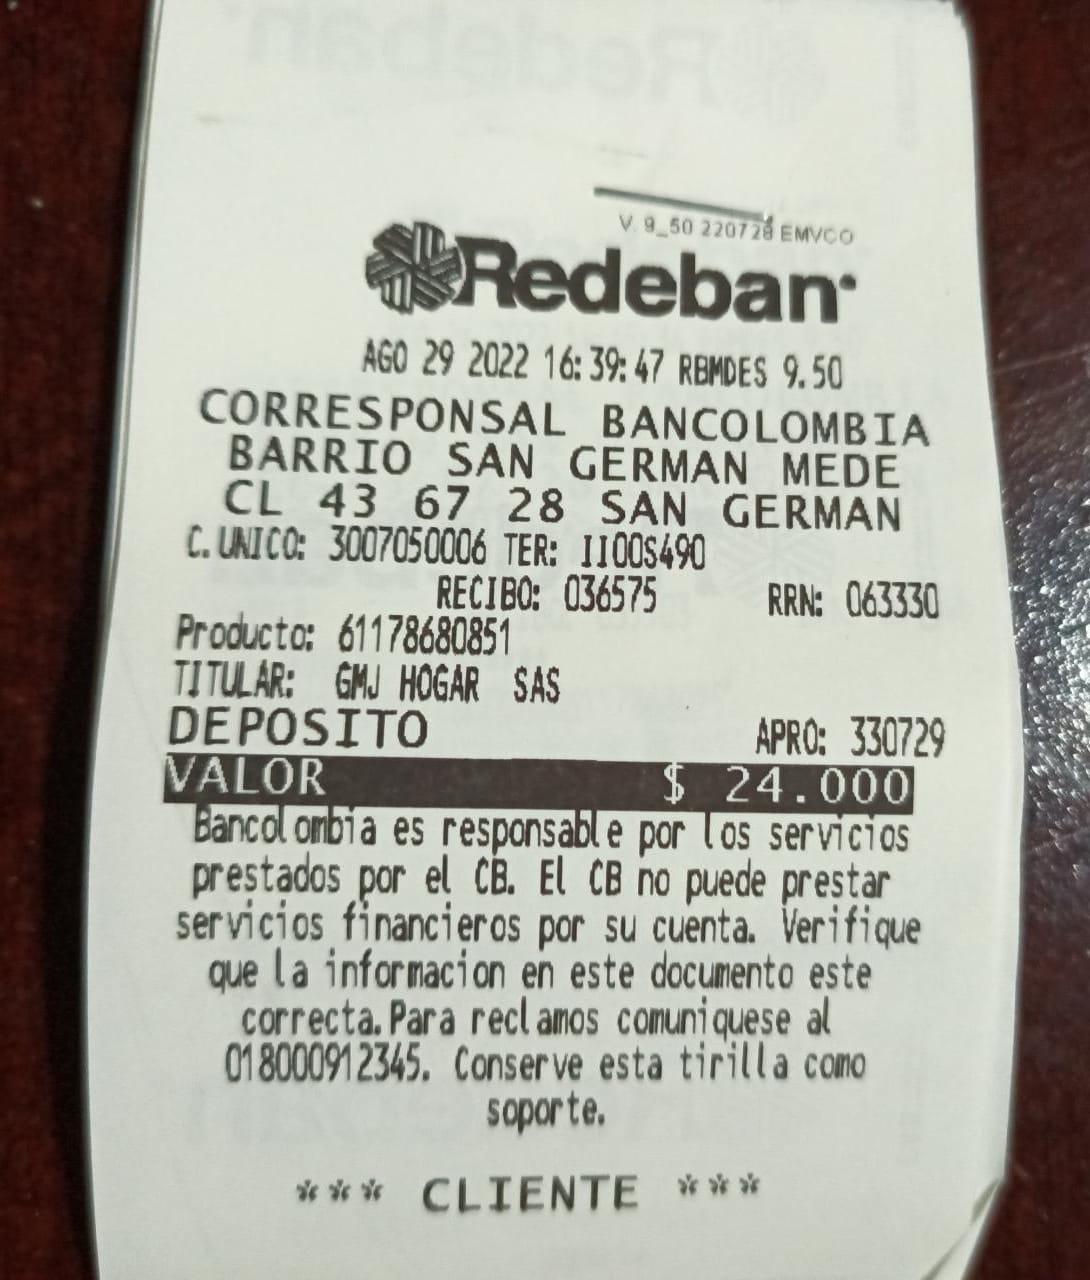 V. 9_50 220728 EMVCO
Redeban
AGO 29 2022 16:39:47 RBMDES 9.50
CORRESPONSAL BANCOLOMBIA
BARRIO SAN GERMAN MEDE
CL 43 67 28 SAN GERMAN
C. UNICO: 3007050006 TER: II00S490
RECIBO: 036575 RRN: 063330
Producto: 61178680851
TITULAR: GMJ HOGAR SAS
DEPOSITO APRO: 330729
VALOR $ 24.000
Bancolombia es responsable por los servicios
prestados por el CB. El CB no puede prestar
servicios financieros por su cuenta. Verifique
que la informacion en este documento este
correcta. Para reclamos comuniquese al
018000912345. Conserve esta tirilla como
soporte.
*** CLIENTE ***